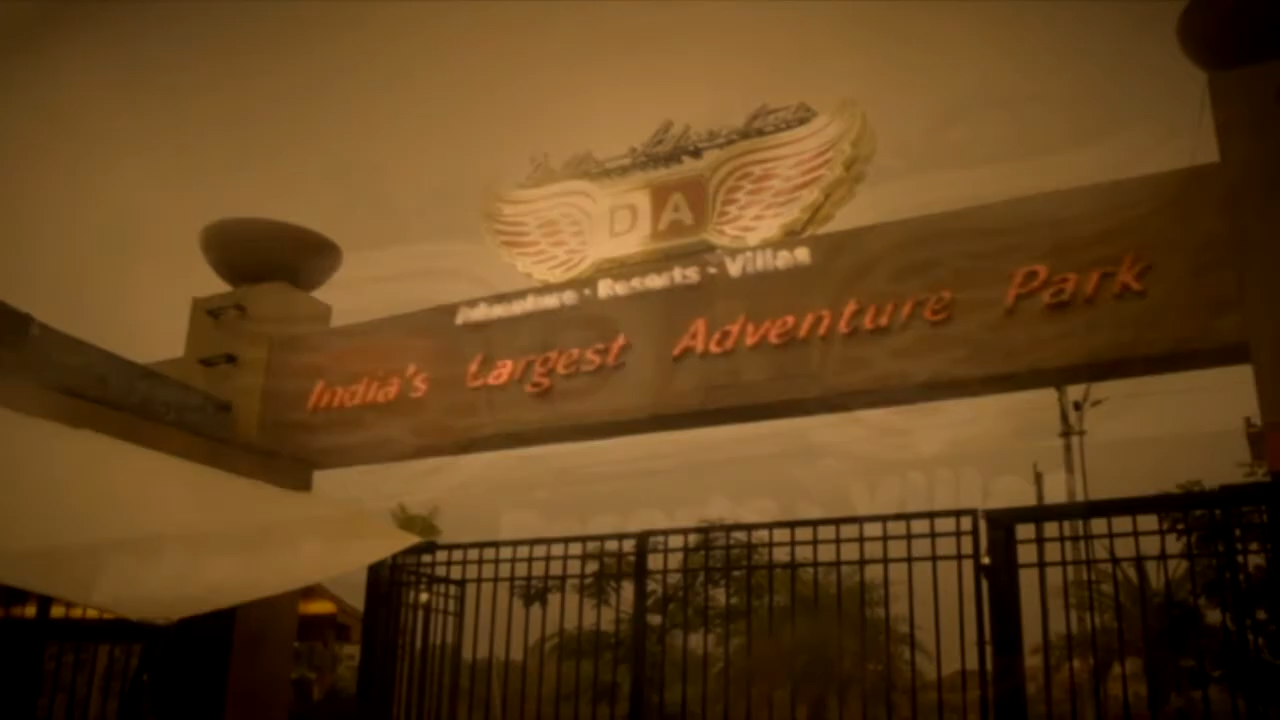 DA
Adventure · Resorts · Villas
India's Largest Adventure Park